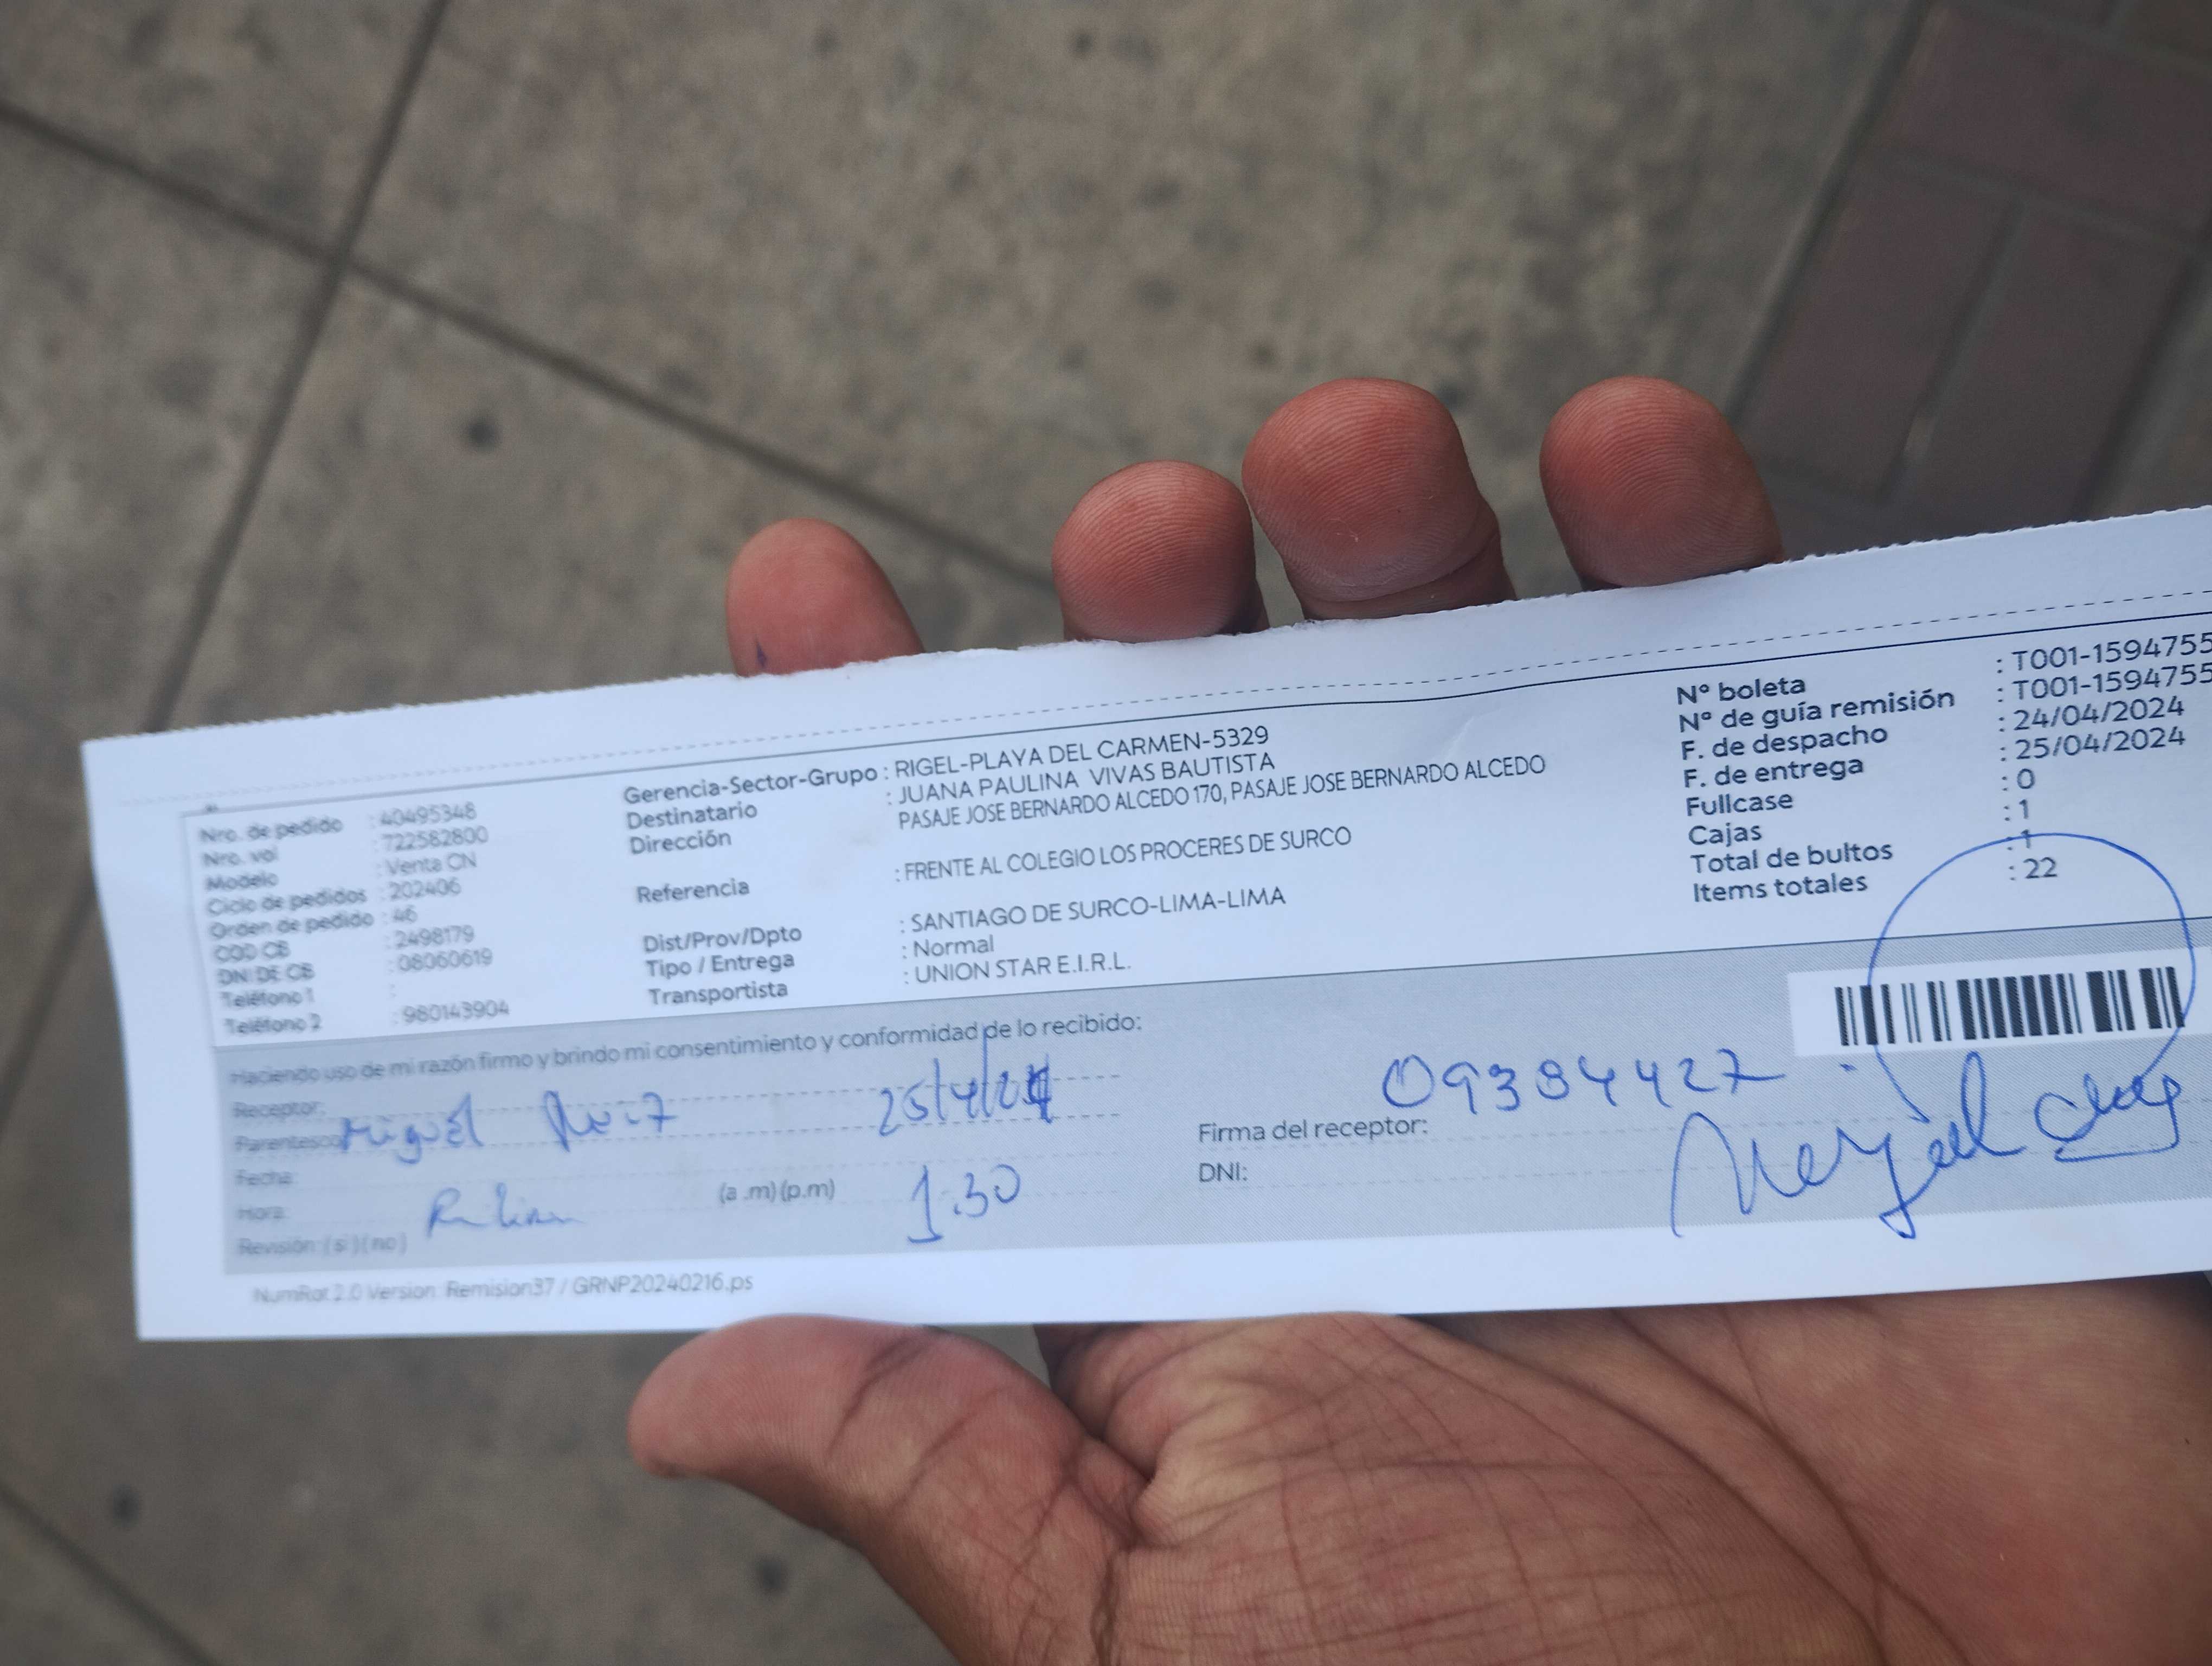 Nro. de pedido : 40495348
Nro. vol : 722582800
Modelo : Venta CN
Ciclo de pedidos : 202406
Orden de pedido : 46
COD CB : 2498179
DNI DE CB : 08060619
Teléfono 1 :
Teléfono 2 : 980143904
Gerencia-Sector-Grupo : RIGEL-PLAYA DEL CARMEN-5329
Destinatario : JUANA PAULINA VIVAS BAUTISTA
Dirección PASAJE JOSE BERNARDO ALCEDO 170, PASAJE JOSE BERNARDO ALCEDO
Referencia : FRENTE AL COLEGIO LOS PROCERES DE SURCO
Dist/Prov/Dpto : SANTIAGO DE SURCO-LIMA-LIMA
Tipo / Entrega : Normal
Transportista : UNION STAR E.I.R.L.
N° boleta : T001-1594755
N° de guía remisión : T001-1594755
F. de despacho : 24/04/2024
F. de entrega : 25/04/2024
Fullcase : 0
Cajas : 1
Total de bultos : 1
Items totales : 22
Haciendo uso de mi razón firmo y brindo mi consentimiento y conformidad de lo recibido:
Receptor:
Parentesco Miguel Ruiz 25/4/24
Fecha:
Hora: (a .m) (p.m) 1.30
Revisión: ( si ) ( no )
09384427
Firma del receptor:
DNI:
NumRot 2.0 Version: Remision37 / GRNP20240216.ps